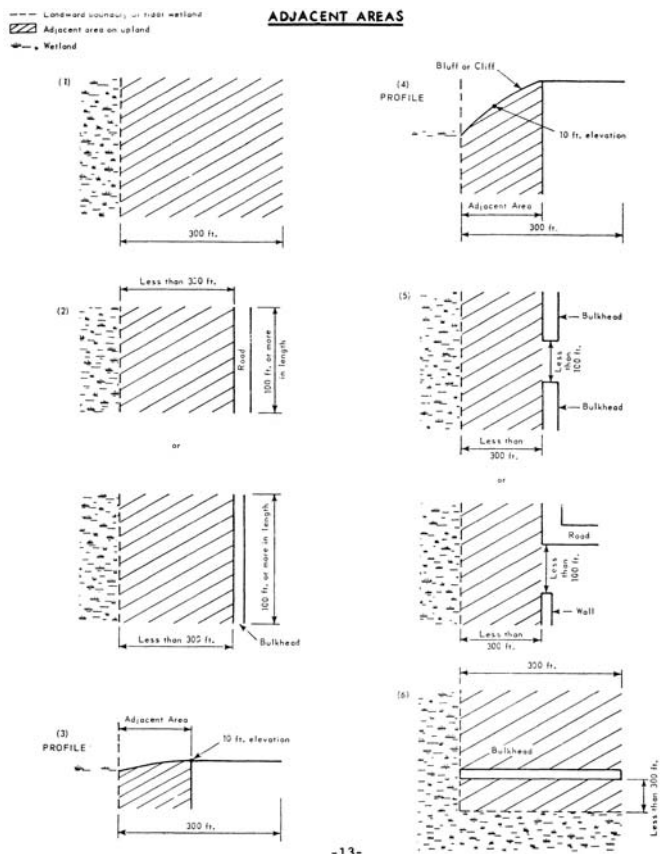 ADJACENT AREAS
Landward boundary of tidal wetland
Adjacent area on upland
Wetland
(1)
300 ft.
(2)
Less than 300 ft.
Road
100 ft. or more
in length
or
100 ft. or more in length
Less than 300 ft.
Bulkhead
(3)
PROFILE
Adjacent Area
10 ft. elevation
300 ft.
(4)
PROFILE
Bluff or Cliff
10 ft. elevation
Adjacent Area
300 ft.
(5)
Bulkhead
Less
than
100 ft.
Bulkhead
Less than
300 ft.
or
Road
Less
than
100 ft.
Wall
Less than
300 ft.
(6)
300 ft.
Bulkhead
Less than 300 ft.
-13-